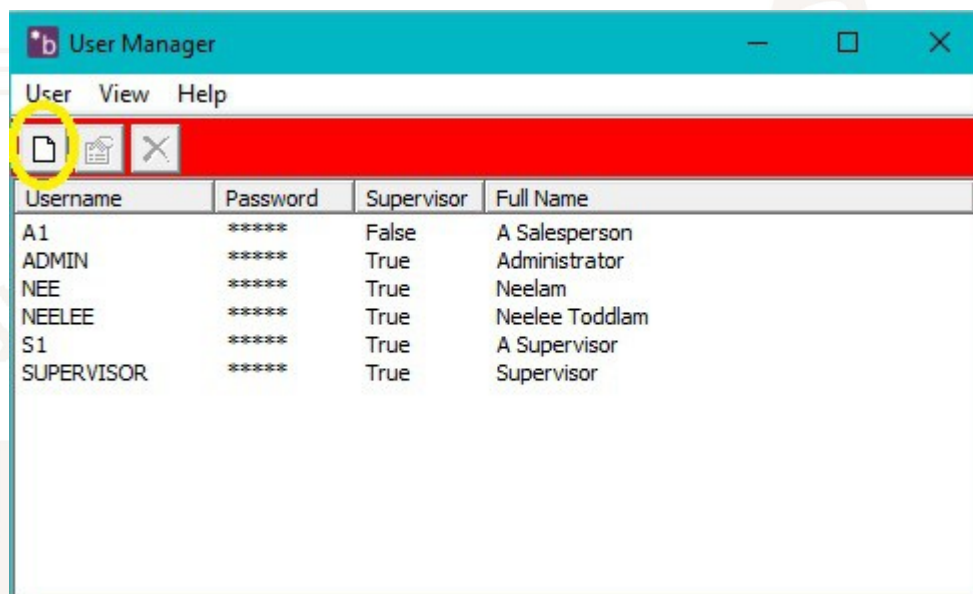 *b User Manager
User View Help
Username Password Supervisor Full Name
A1 ***** False A Salesperson
ADMIN ***** True Administrator
NEE ***** True Neelam
NEELEE ***** True Neelee Toddlam
S1 ***** True A Supervisor
SUPERVISOR ***** True Supervisor